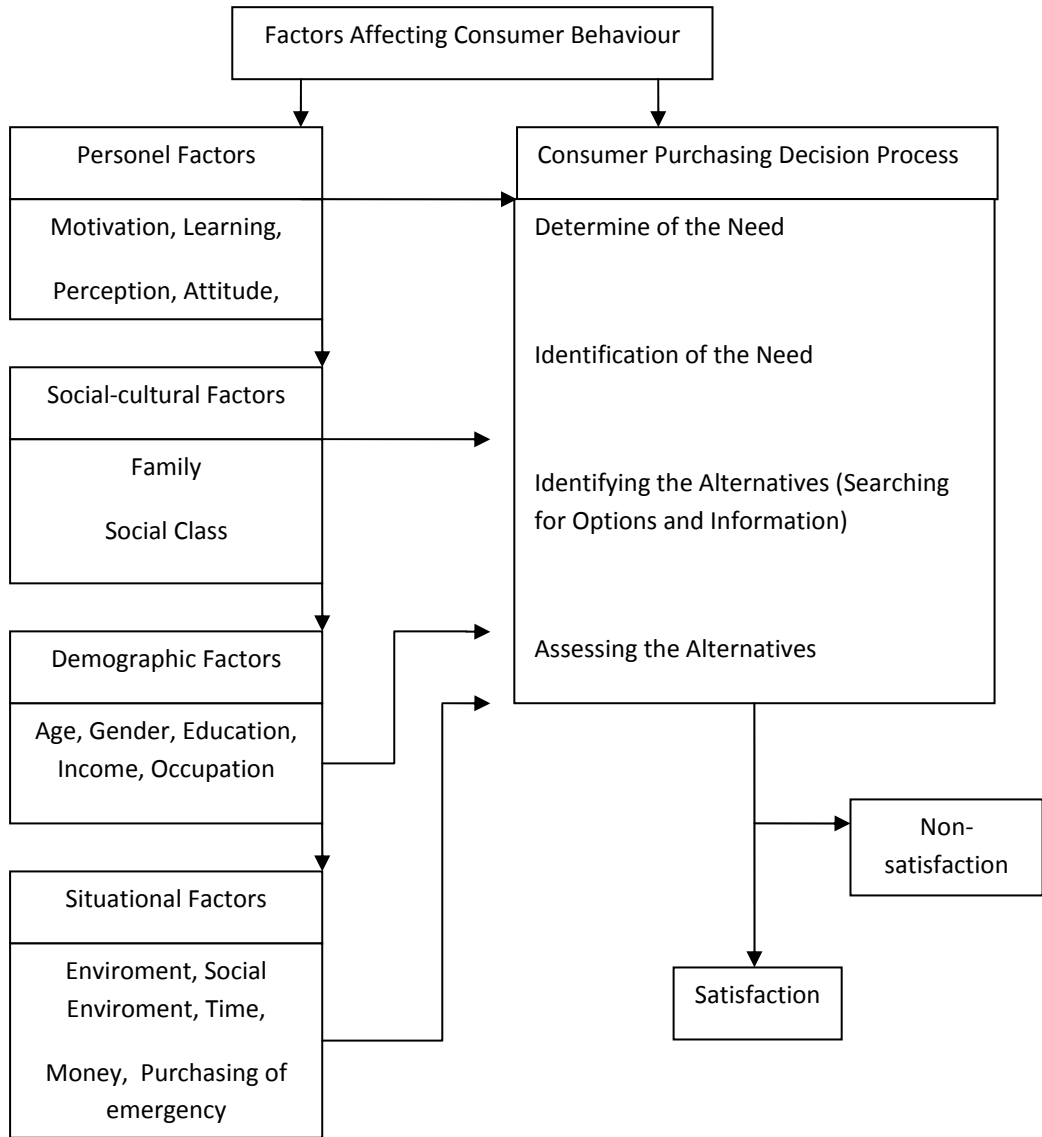 Factors Affecting Consumer Behaviour
Personel Factors
Motivation, Learning,
Perception, Attitude,
Social-cultural Factors
Family
Social Class
Demographic Factors
Age, Gender, Education,
Income, Occupation
Situational Factors
Enviroment, Social
Enviroment, Time,
Money, Purchasing of
emergency
Consumer Purchasing Decision Process
Determine of the Need
Identification of the Need
Identifying the Alternatives (Searching
for Options and Information)
Assessing the Alternatives
Non-
satisfaction
Satisfaction